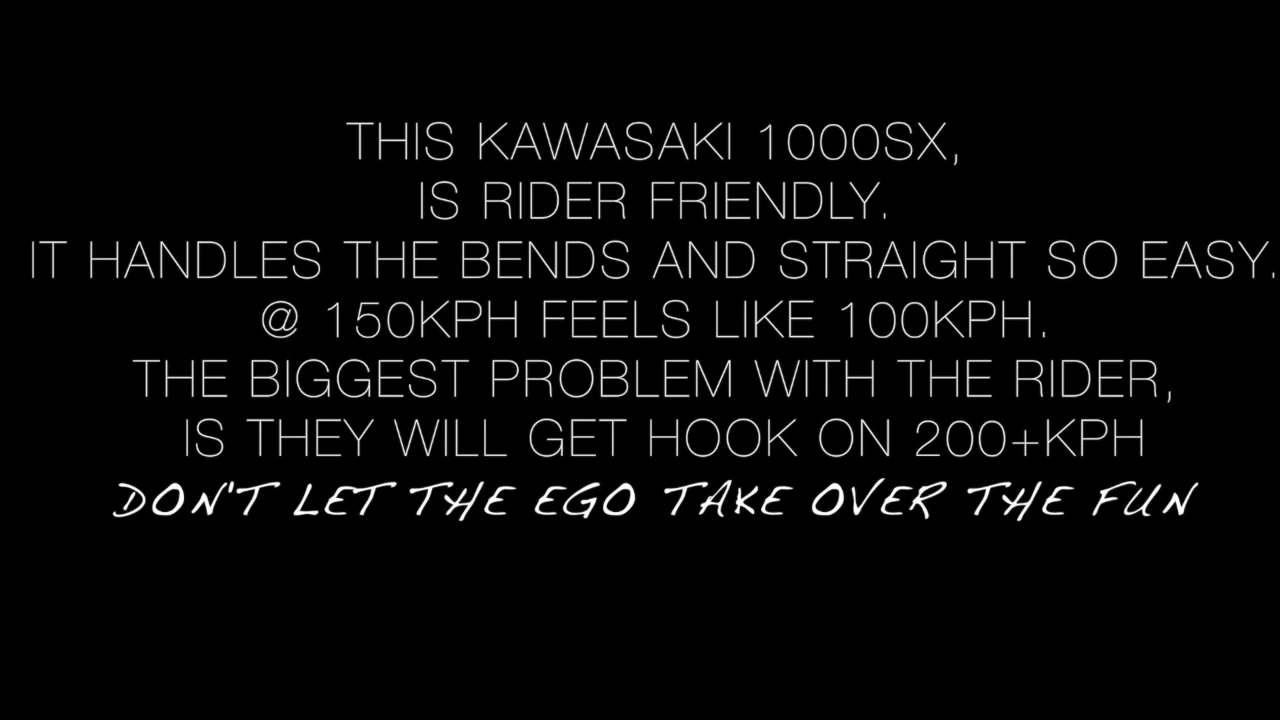 THIS KAWASAKI 1000SX,
IS RIDER FRIENDLY.
IT HANDLES THE BENDS AND STRAIGHT SO EASY.
@ 150KPH FEELS LIKE 100KPH.
THE BIGGEST PROBLEM WITH THE RIDER,
IS THEY WILL GET HOOK ON 200+KPH
DON'T LET THE EGO TAKE OVER THE FUN